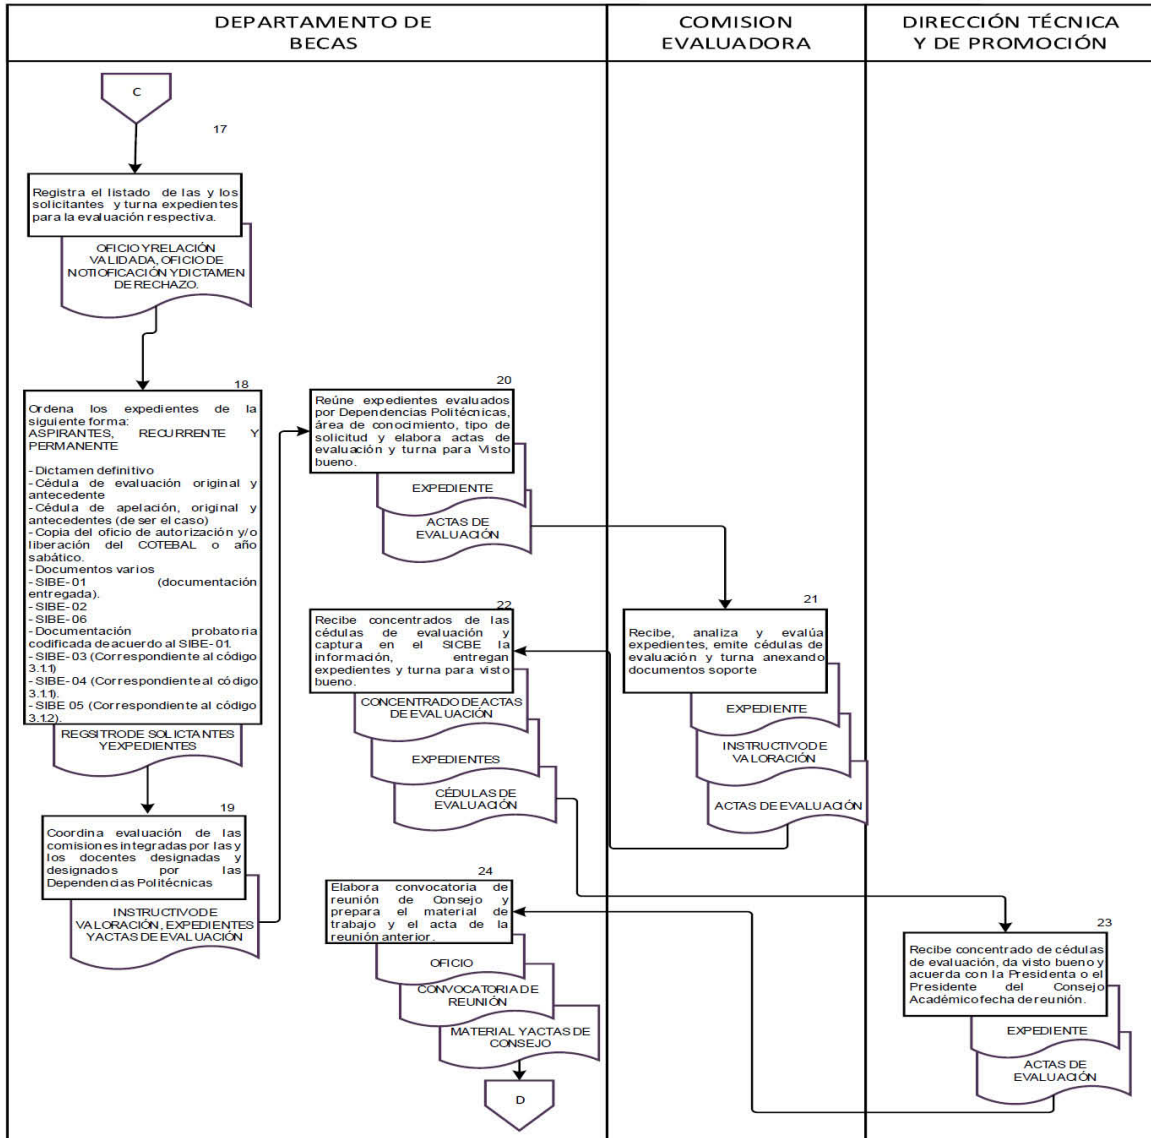 DEPARTAMENTO DE
BECAS
COMISION
EVALUADORA
DIRECCIÓN TÉCNICA
Y DE PROMOCIÓN
C
17
Registra el listado de las y los
solicitantes y turna expedientes
para la evaluación respectiva.
OFICIO Y RELACIÓN
VALIDADA, OFICIO DE
NOTIOFICACIÓN Y DICTAMEN
DE RECHAZO.
18
Ordena los expedientes de la
siguiente forma:
ASPIRANTES, RECURRENTE Y
PERMANENTE
- Dictamen definitivo
- Cédula de evaluación original y
antecedente
- Cédula de apelación, original y
antecedentes (de ser el caso)
- Copia del oficio de autorización y/o
liberación del COTEBAL o año
sabático.
- Documentos varios
- SIBE-01 (documentación
entregada).
- SIBE-02
- SIBE-06
- Documentación probatoria
codificada de acuerdo al SIBE-01.
- SIBE-03 (Correspondiente al código
3.1.1)
- SIBE-04 (Correspondiente al código
3.1.1).
- SIBE 05 (Correspondiente al código
3.1.2).
REGSITRO DE SOLICTANTES
Y EXPEDIENTES
19
Coordina evaluación de las
comisiones integradas por las y
los docentes designadas y
designados por las
Dependencias Politécnicas
INSTRUCTIVO DE
VALORACIÓN, EXPEDIENTES
Y ACTAS DE EVALUACIÓN
20
Reúne expedientes evaluados
por Dependencias Politécnicas,
área de conocimiento, tipo de
solicitud y elabora actas de
evaluación y turna para Visto
bueno.
EXPEDIENTE
ACTAS DE
EVALUACIÓN
21
Recibe, analiza y evalúa
expedientes, emite cédulas de
evaluación y turna anexando
documentos soporte
EXPEDIENTE
INSTRUCTIVO DE
VALORACIÓN
ACTAS DE EVALUACIÓN
22
Recibe concentrados de las
cédulas de evaluación y
captura en el SICBE la
información, entregan
expedientes y turna para visto
bueno.
CONCENTRADO DE ACTAS
DE EVALUACIÓN
EXPEDIENTES
CÉDULAS DE
EVALUACIÓN
23
Recibe concentrado de cédulas
de evaluación, da visto bueno y
acuerda con la Presidenta o el
Presidente del Consejo
Académico fecha de reunión.
EXPEDIENTE
ACTAS DE
EVALUACIÓN
24
Elabora convocatoria de
reunión de Consejo y
prepara el material de
trabajo y el acta de la
reunión anterior.
OFICIO
CONVOCATORIA DE
REUNIÓN
MATERIAL Y ACTAS DE
CONSEJO
D